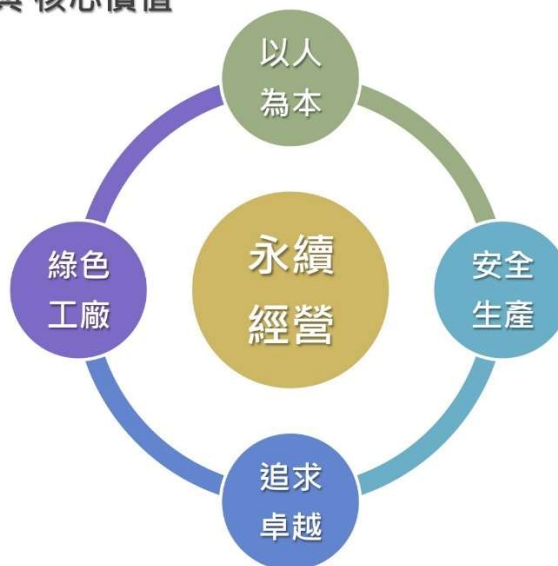 核心價值
以人
為本
綠色
工廠
永續
經營
安全
生產
追求
卓越